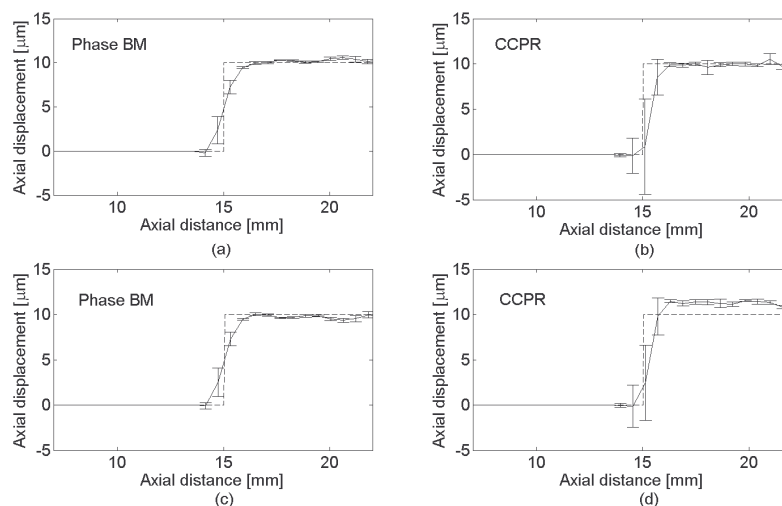 Phase BM
Axial displacement [μm]
15
10
5
0
-5
10
15
20
Axial distance [mm]
(a)
CCPR
Axial displacement [μm]
15
10
5
0
-5
10
15
20
Axial distance [mm]
(b)
Phase BM
Axial displacement [μm]
15
10
5
0
-5
10
15
20
Axial distance [mm]
(c)
CCPR
Axial displacement [μm]
15
10
5
0
-5
10
15
20
Axial distance [mm]
(d)